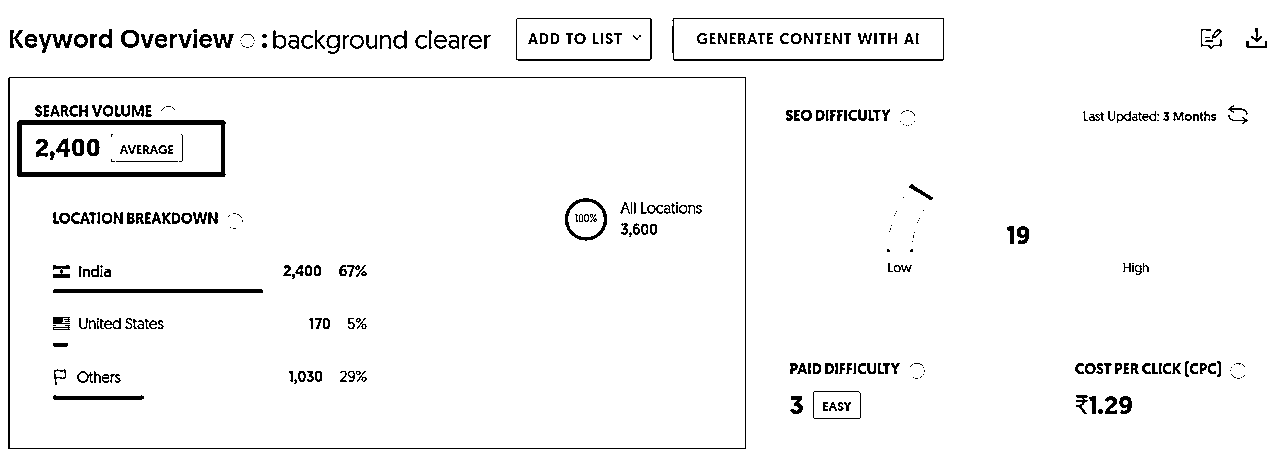 Keyword Overview : background clearer ADD TO LIST GENERATE CONTENT WITH AI
SEARCH VOLUME
2,400 AVERAGE
LOCATION BREAKDOWN
100% All Locations
3,600
India 2,400 67%
United States 170 5%
Others 1,030 29%
SEO DIFFICULTY Last Updated: 3 Months
19
Low High
PAID DIFFICULTY
3 EASY
COST PER CLICK (CPC)
₹1.29